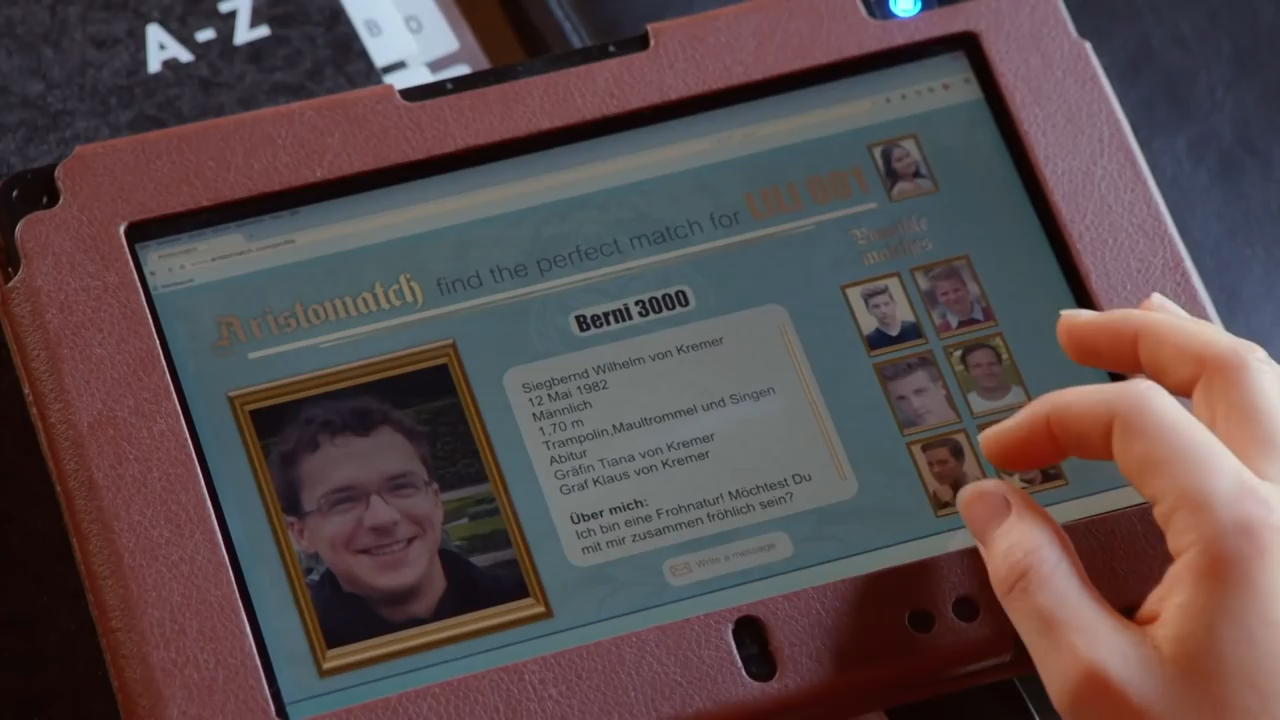 A-Z
B D
Aristomatch find the perfect match for LILI 001
Berni 3000
Siegbernd Wilhelm von Kremer
12 Mai 1982
Männlich
1,70 m
Trampolin,Maultrommel und Singen
Abitur
Gräfin Tiana von Kremer
Graf Klaus von Kremer
Über mich:
Ich bin eine Frohnatur! Möchtest Du
mit mir zusammen fröhlich sein?
Write a message
matches